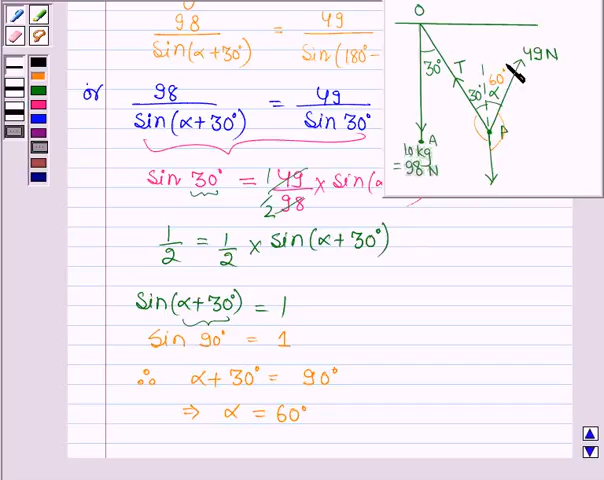 98 = 49
sin(α+30°) sin(180°-
or 98 = 49
sin(α+30°) sin 30°
sin 30° = 1 49 × sin(α
2 98
1 = 1 × sin(α+30°)
2 2
sin(α+30°) = 1
sin 90° = 1
∴ α+30° = 90°
⇒ α = 60°
O
30°
T
49N
60°
30° α
A
A
10 kg
= 98 N